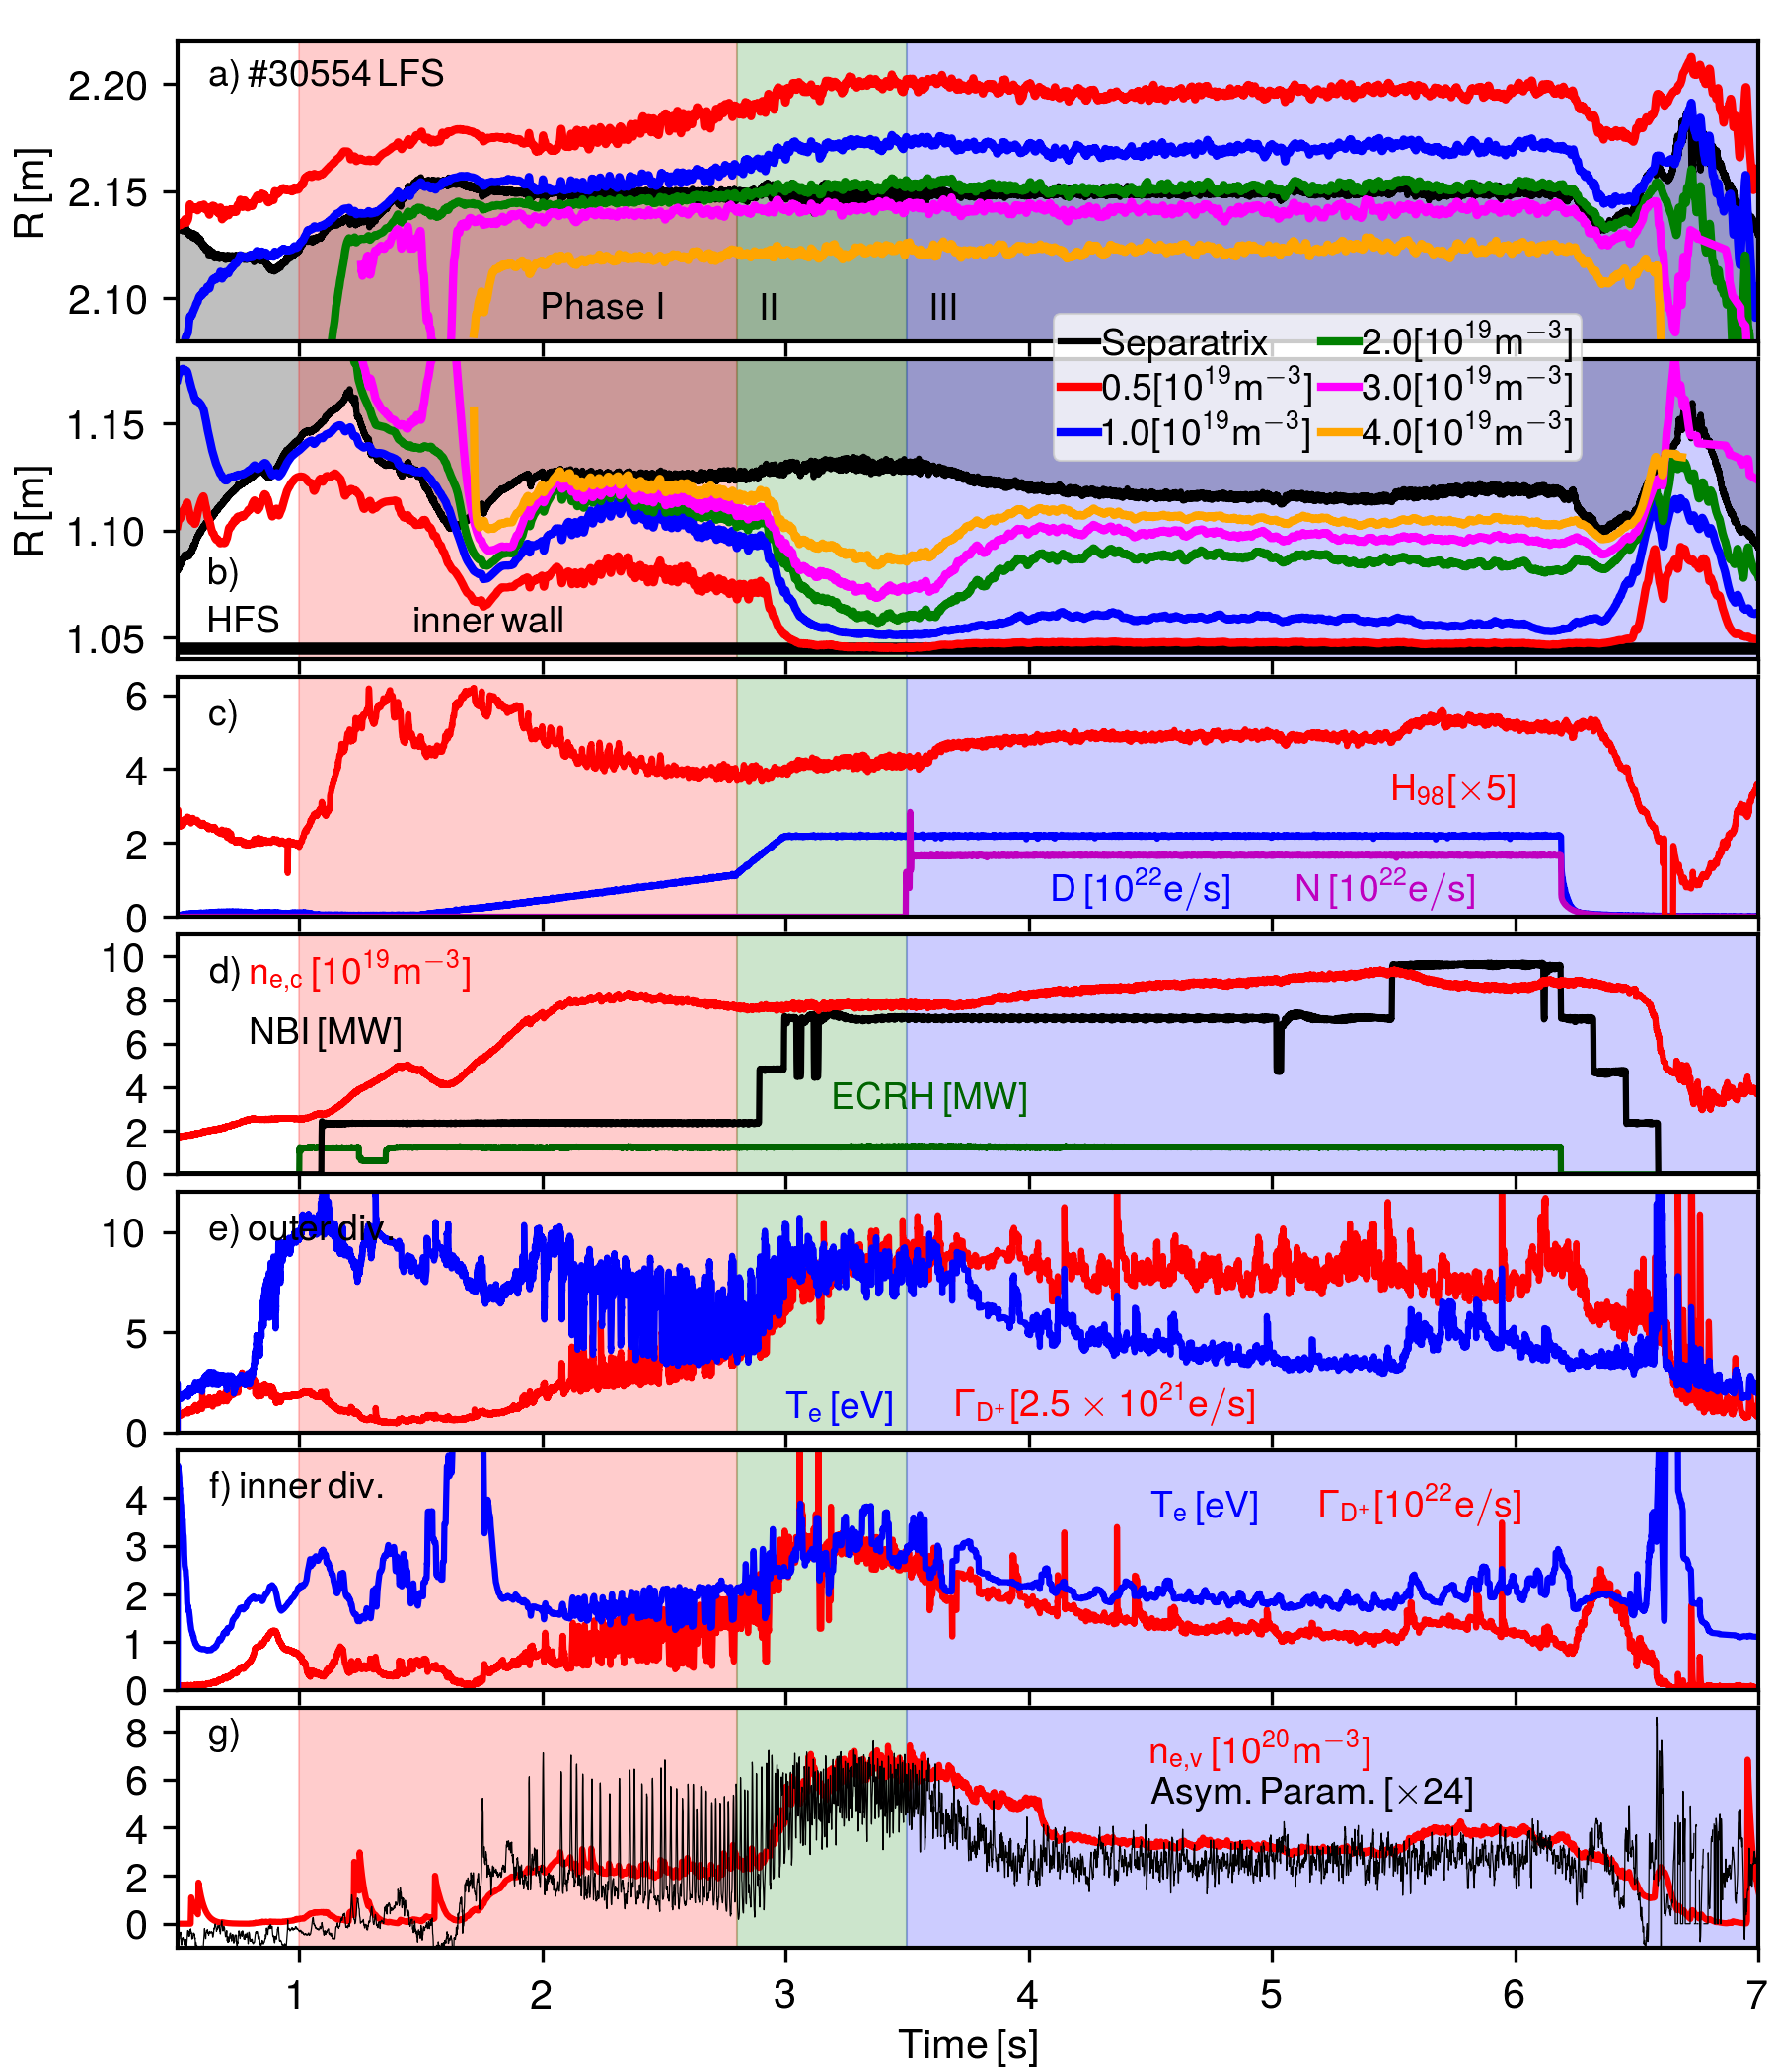 a) #30554 LFS
2.20
2.15
2.10
R [m]
Phase I
II
III
Separatrix
0.5[10¹⁹m⁻³]
1.0[10¹⁹m⁻³]
2.0[10¹⁹m⁻³]
3.0[10¹⁹m⁻³]
4.0[10¹⁹m⁻³]
1.15
1.10
1.05
R [m]
b)
HFS
inner wall
c)
6
4
2
0
H₉₈[×5]
D [10²²e/s]
N [10²²e/s]
d) nₑ,c [10¹⁹m⁻³]
NBI [MW]
ECRH [MW]
10
8
6
4
2
0
e) outer div.
10
5
0
Tₑ [eV]
Γ_D⁺ [2.5 × 10²¹e/s]
f) inner div.
4
3
2
1
0
Tₑ [eV]
Γ_D⁺ [10²²e/s]
g)
8
6
4
2
0
nₑ,v [10²⁰m⁻³]
Asym. Param. [×24]
1
2
3
4
5
6
7
Time [s]